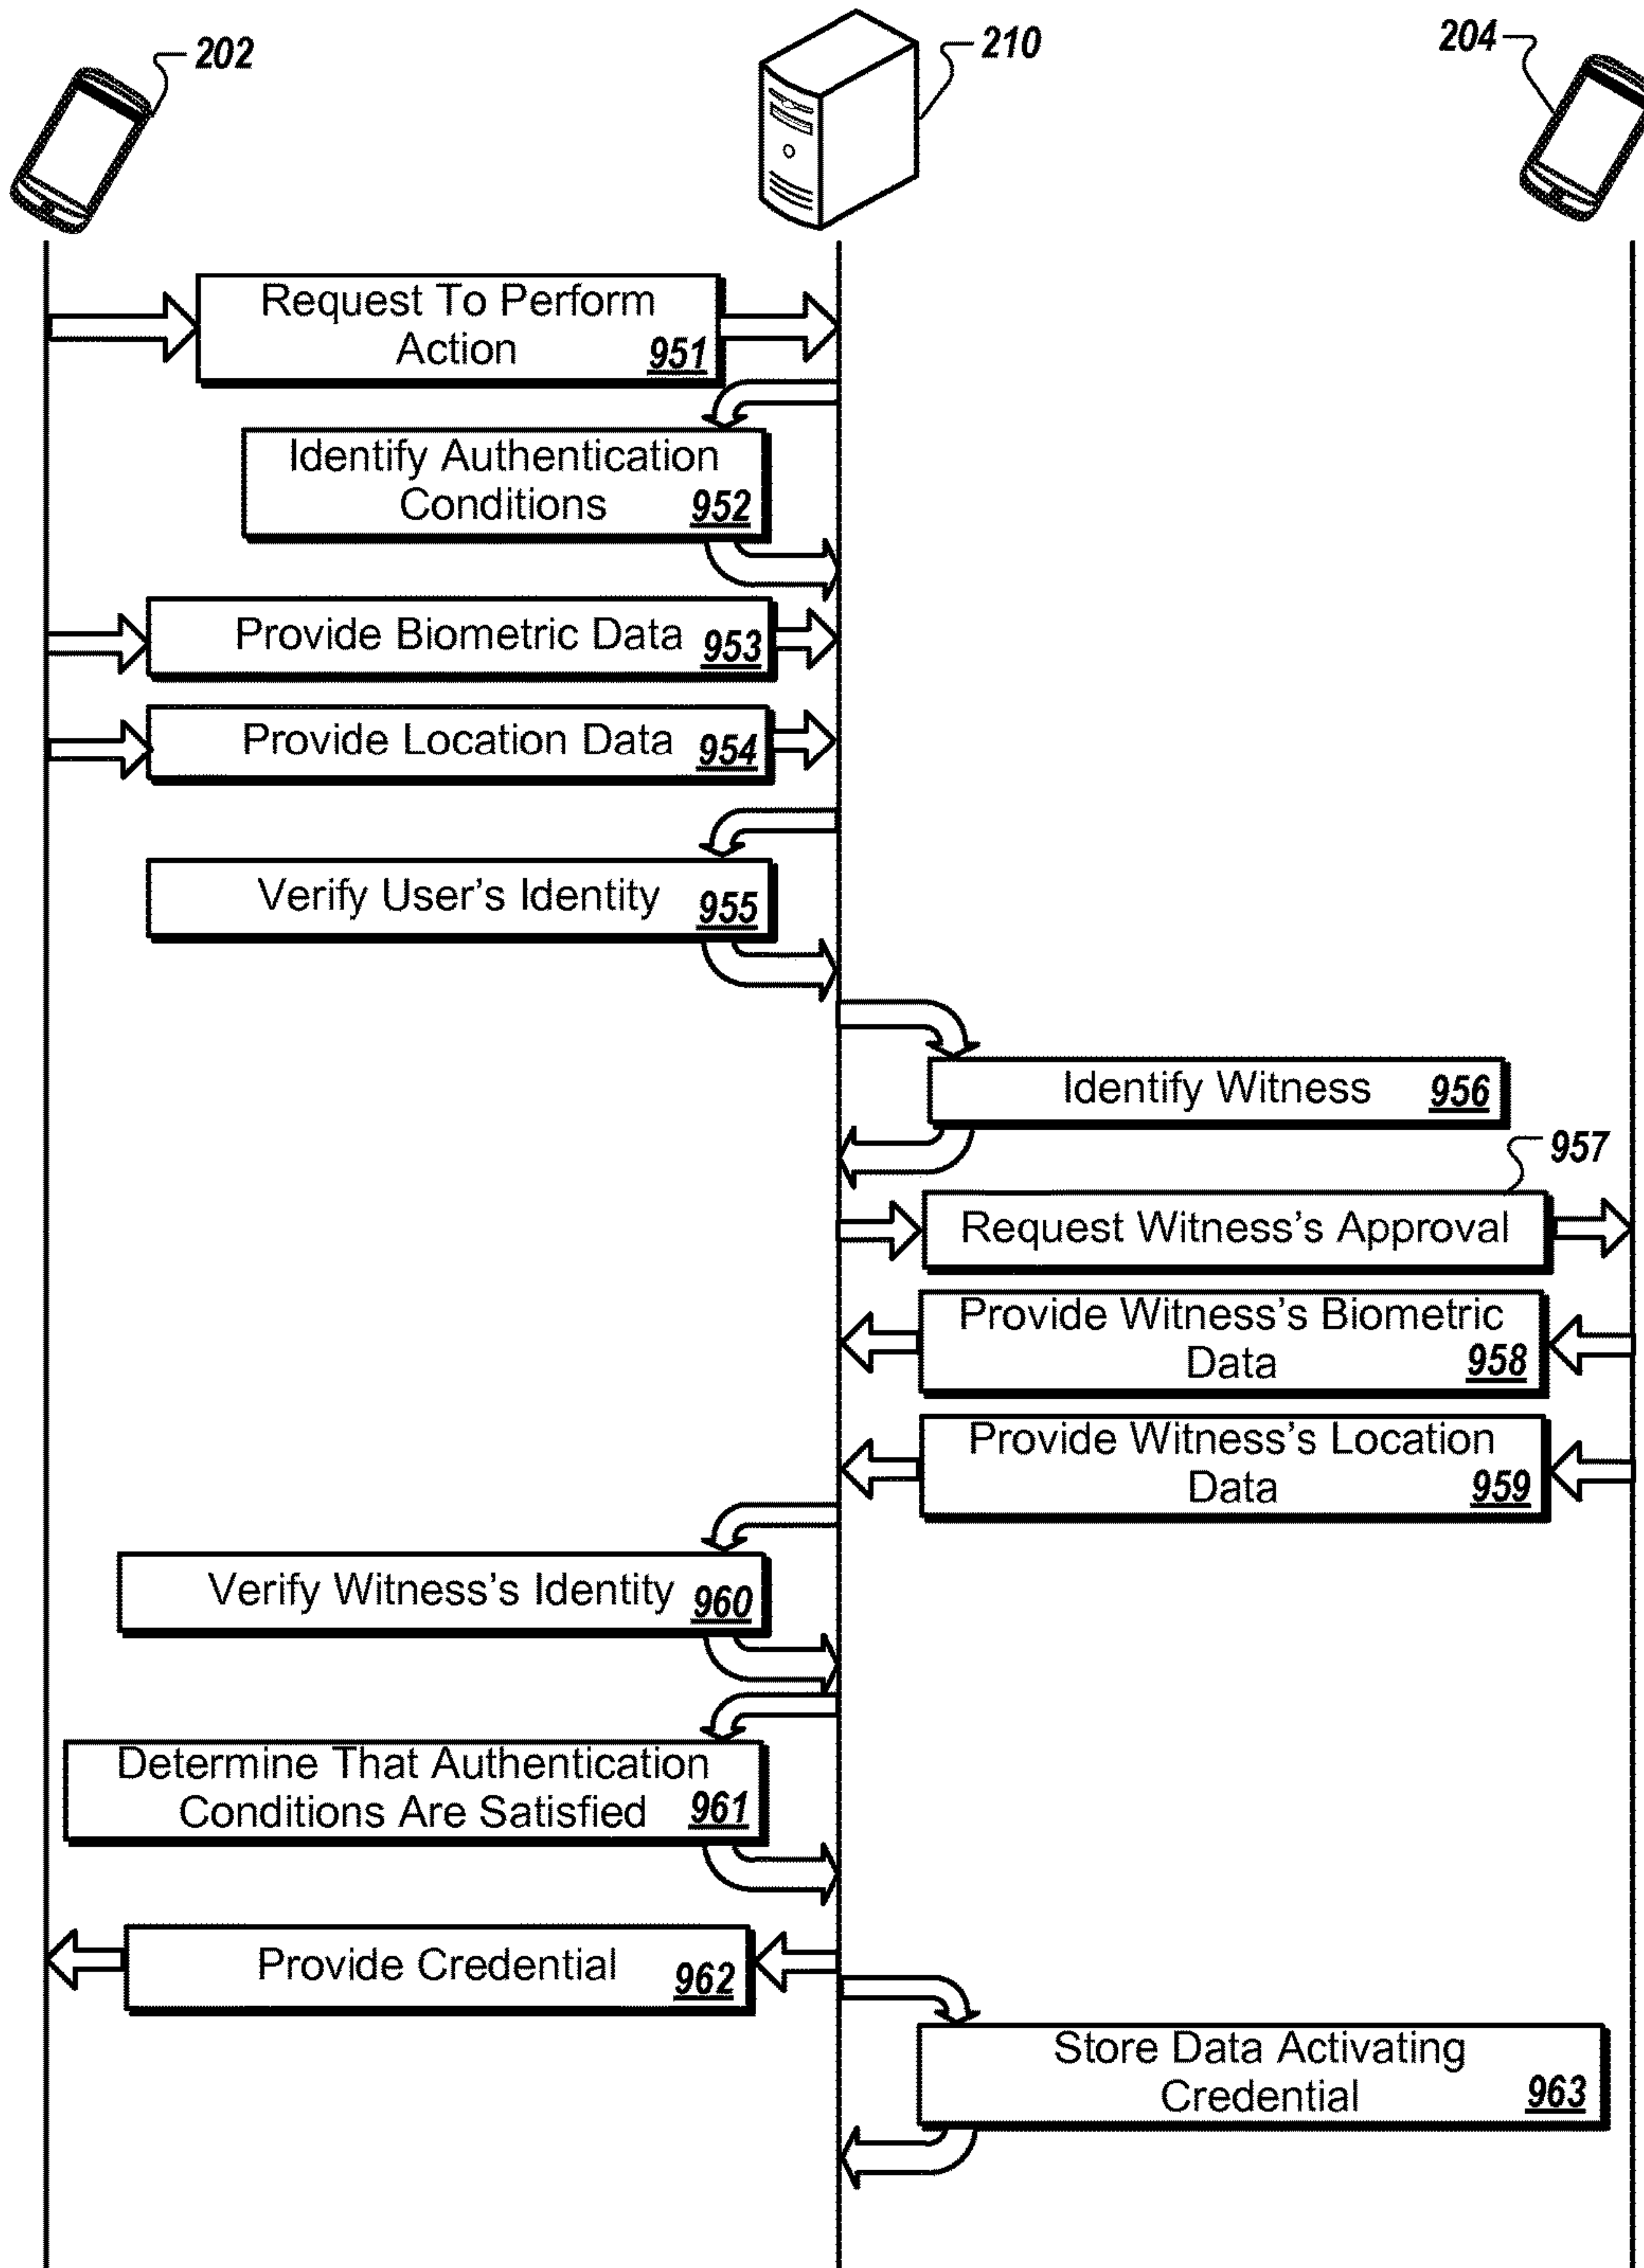 202
210
204
Request To Perform
Action 951
Identify Authentication
Conditions 952
Provide Biometric Data 953
Provide Location Data 954
Verify User's Identity 955
Identify Witness 956
957
Request Witness's Approval
Provide Witness's Biometric
Data 958
Provide Witness's Location
Data 959
Verify Witness's Identity 960
Determine That Authentication
Conditions Are Satisfied 961
Provide Credential 962
Store Data Activating
Credential 963